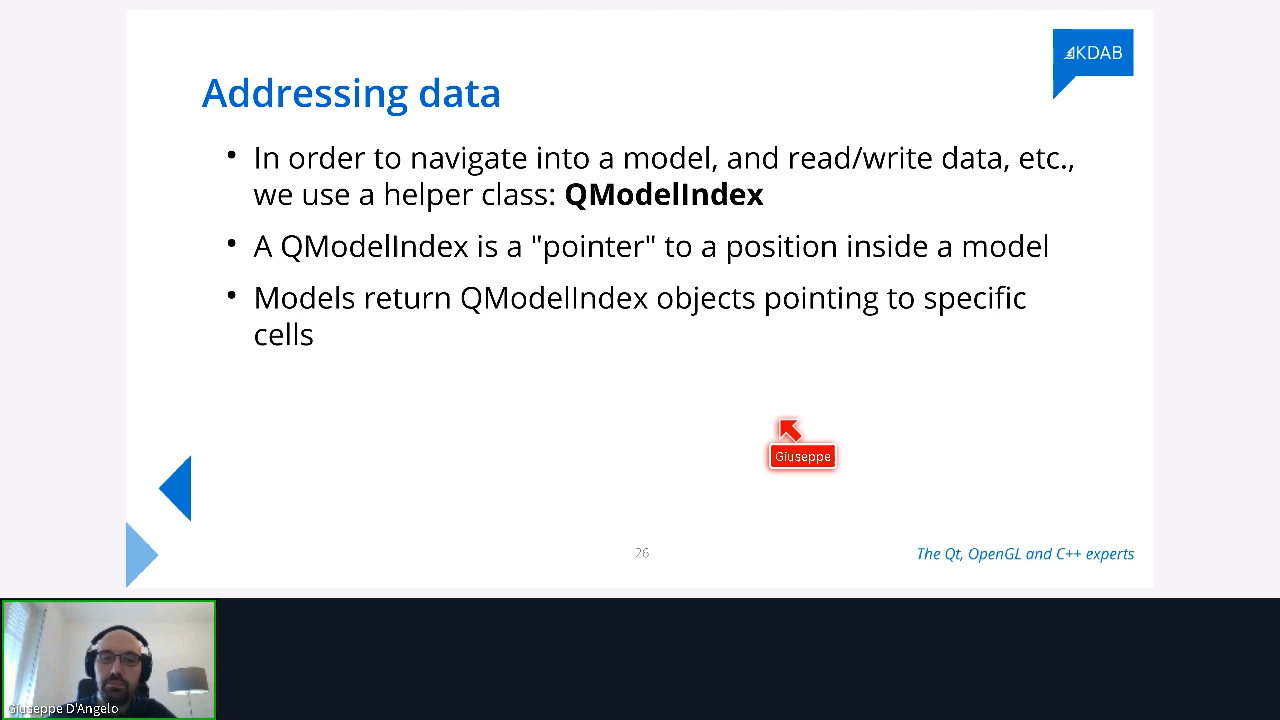 KDAB
Addressing data
• In order to navigate into a model, and read/write data, etc.,
we use a helper class: QModelIndex
• A QModelIndex is a "pointer" to a position inside a model
• Models return QModelIndex objects pointing to specific
cells
Giuseppe
26
The Qt, OpenGL and C++ experts
Giuseppe D'Angelo